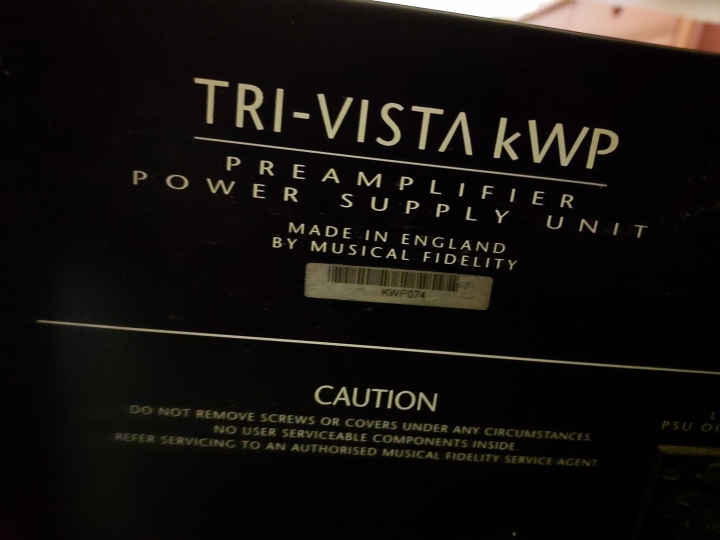 TRI-VISTA kWP
PREAMPLIFIER
POWER SUPPLY UNIT
MADE IN ENGLAND
BY MUSICAL FIDELITY
KWP074
CAUTION
DO NOT REMOVE SCREWS OR COVERS UNDER ANY CIRCUMSTANCES.
NO USER SERVICEABLE COMPONENTS INSIDE.
REFER SERVICING TO AN AUTHORISED MUSICAL FIDELITY SERVICE AGENT.
PSU